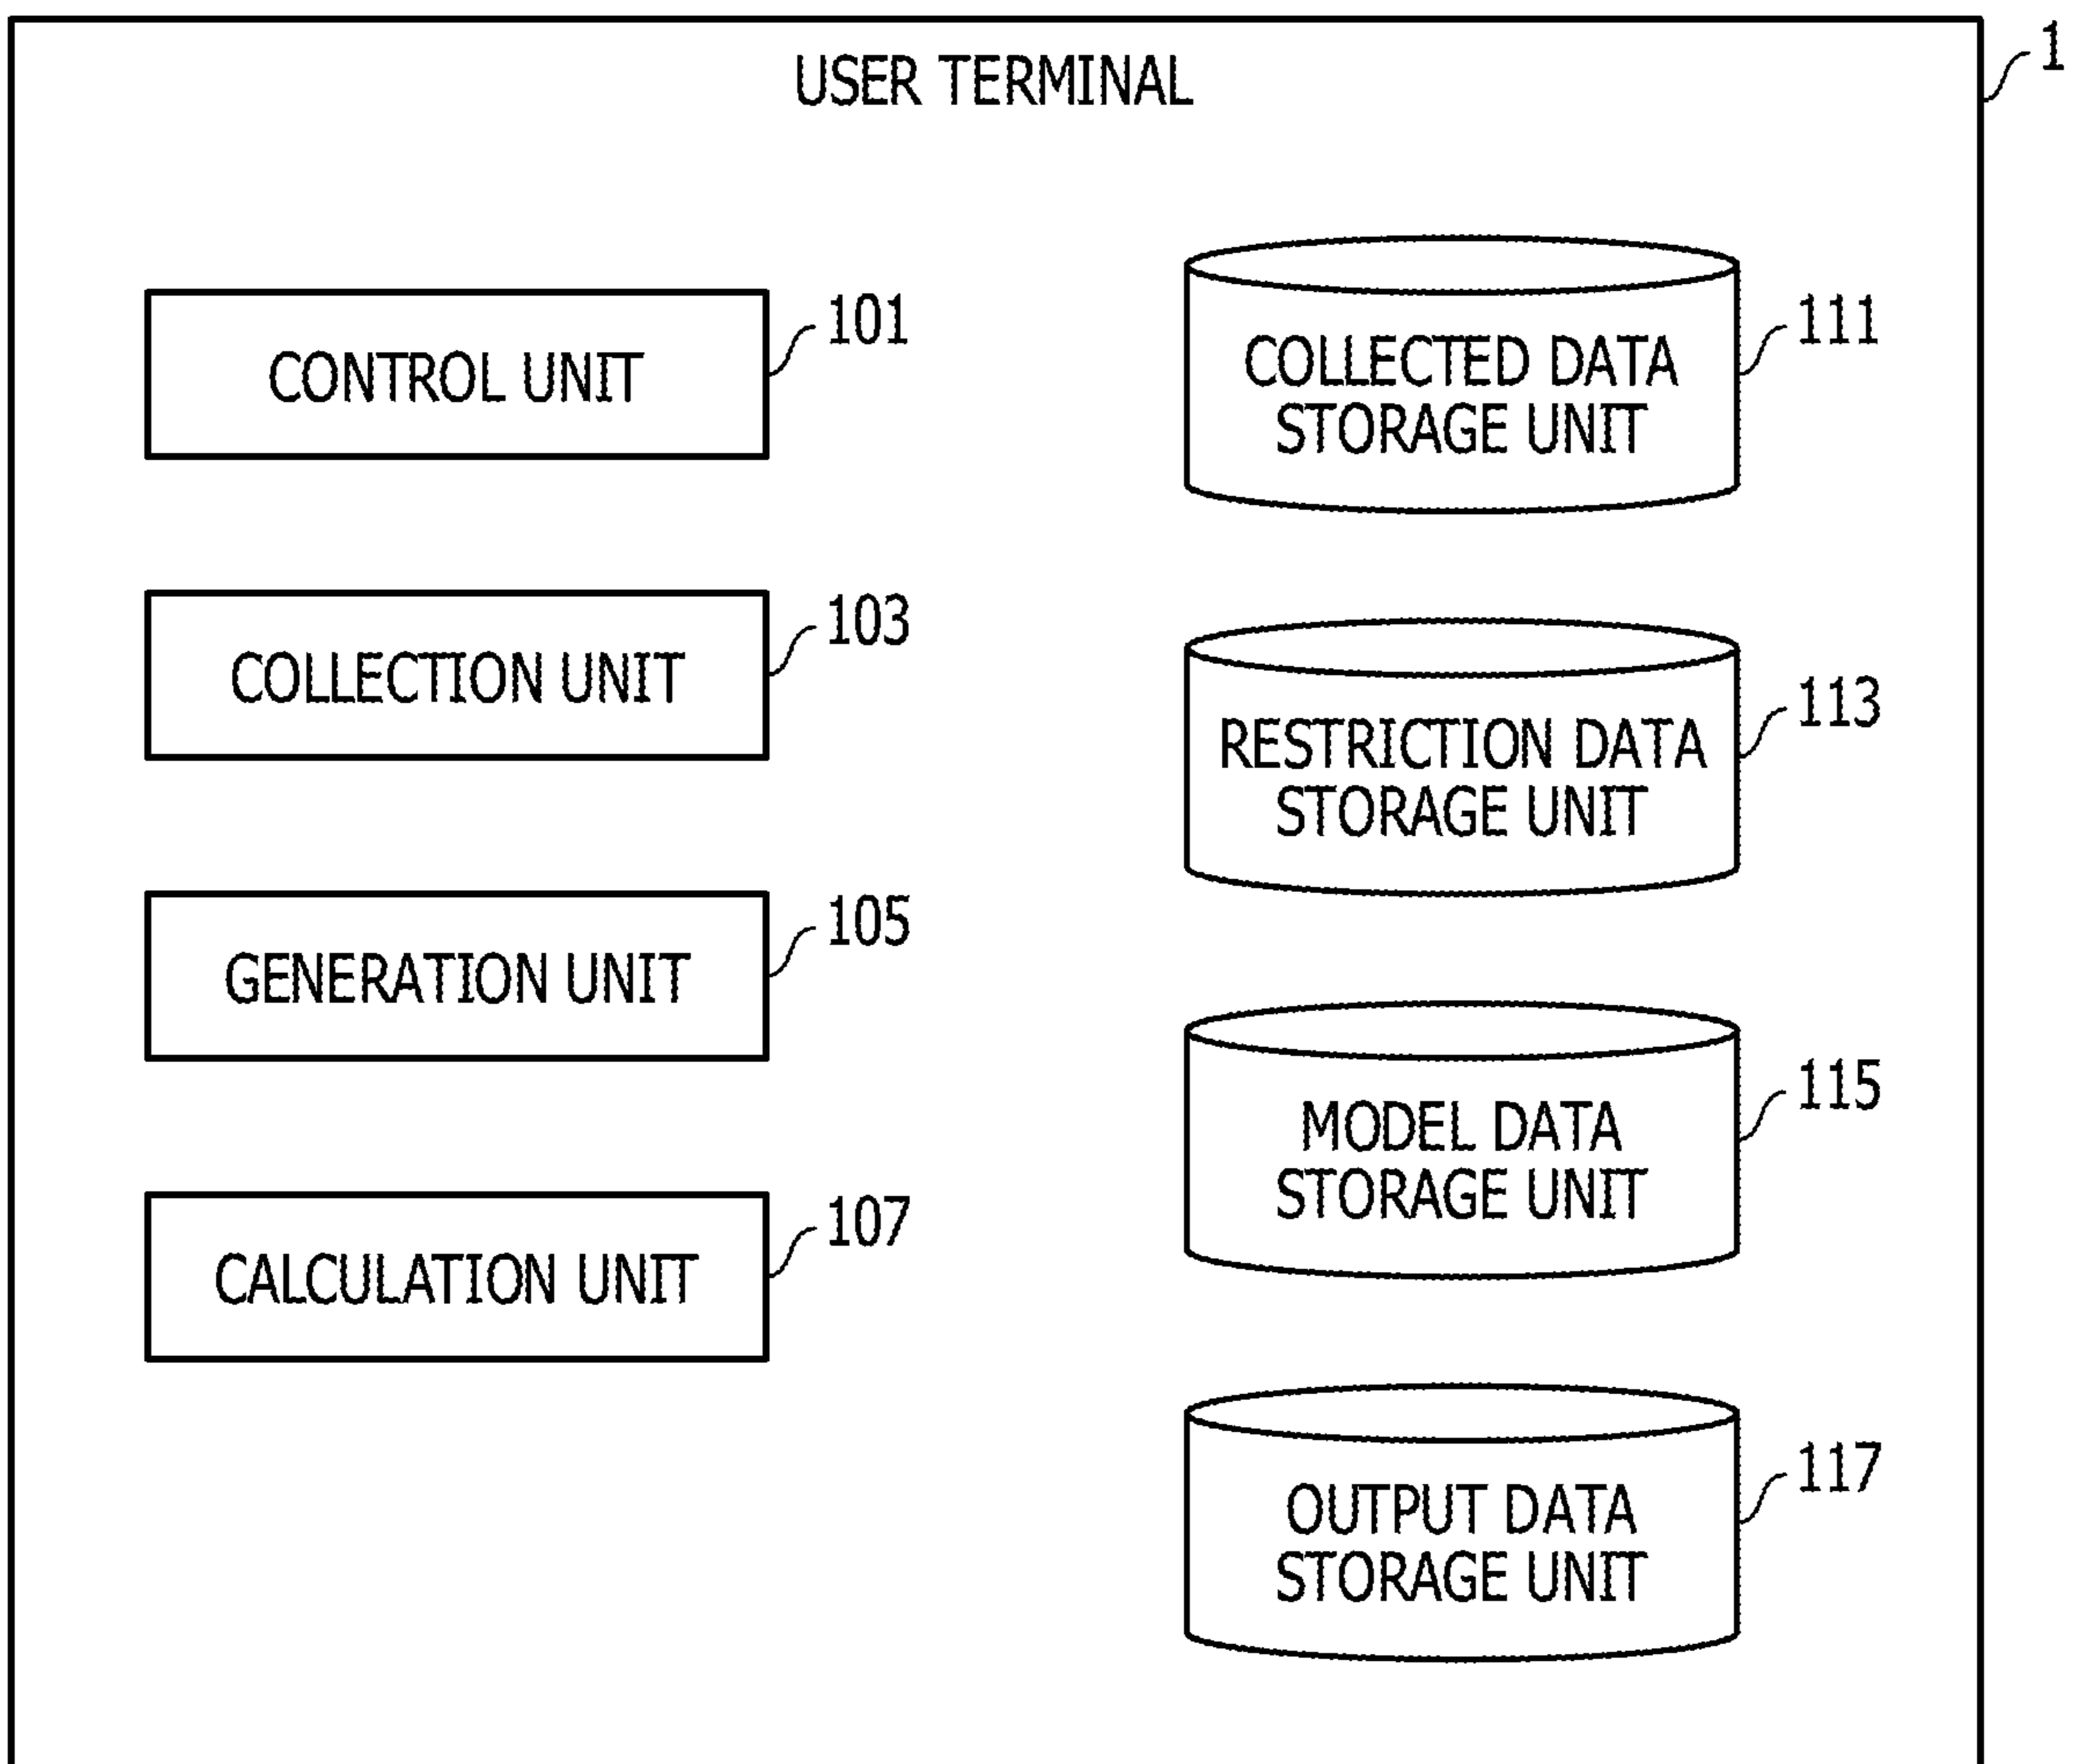 USER TERMINAL
1
CONTROL UNIT
101
COLLECTION UNIT
103
GENERATION UNIT
105
CALCULATION UNIT
107
COLLECTED DATA
STORAGE UNIT
111
RESTRICTION DATA
STORAGE UNIT
113
MODEL DATA
STORAGE UNIT
115
OUTPUT DATA
STORAGE UNIT
117